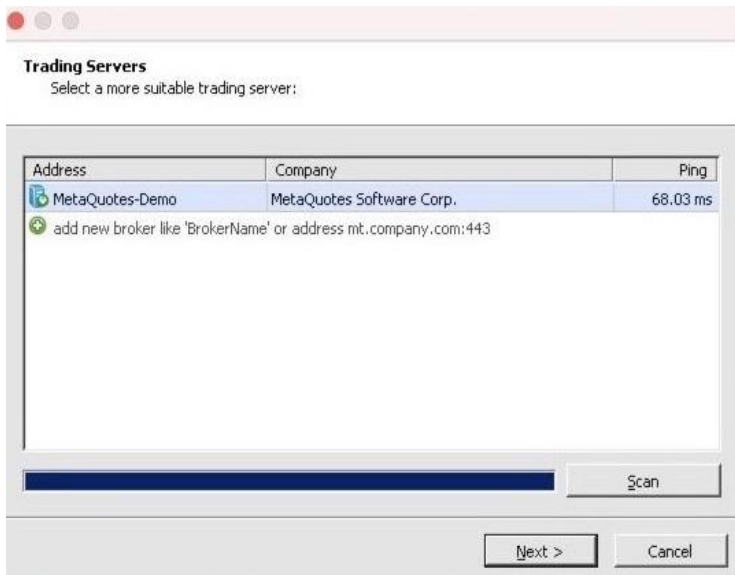 Trading Servers
Select a more suitable trading server:
Address Company Ping
MetaQuotes-Demo MetaQuotes Software Corp. 68.03 ms
add new broker like 'BrokerName' or address mt.company.com:443
Scan
Next > Cancel